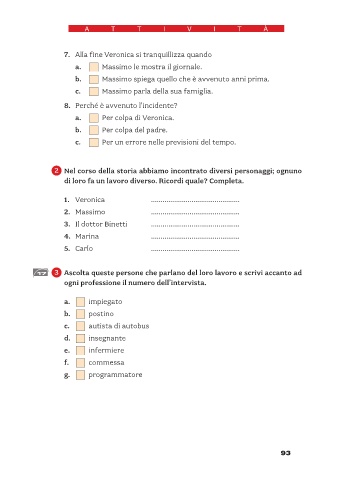 A T T I V I T À
7. Alla fine Veronica si tranquillizza quando
a. Massimo le mostra il giornale.
b. Massimo spiega quello che è avvenuto anni prima.
c. Massimo parla della sua famiglia.
8. Perché è avvenuto l'incidente?
a. Per colpa di Veronica.
b. Per colpa del padre.
c. Per un errore nelle previsioni del tempo.
2 Nel corso della storia abbiamo incontrato diversi personaggi; ognuno
di loro fa un lavoro diverso. Ricordi quale? Completa.
1. Veronica ............................................
2. Massimo ............................................
3. Il dottor Binetti ............................................
4. Marina ............................................
5. Carlo ............................................
3 Ascolta queste persone che parlano del loro lavoro e scrivi accanto ad
ogni professione il numero dell'intervista.
a. impiegato
b. postino
c. autista di autobus
d. insegnante
e. infermiere
f. commessa
g. programmatore
93